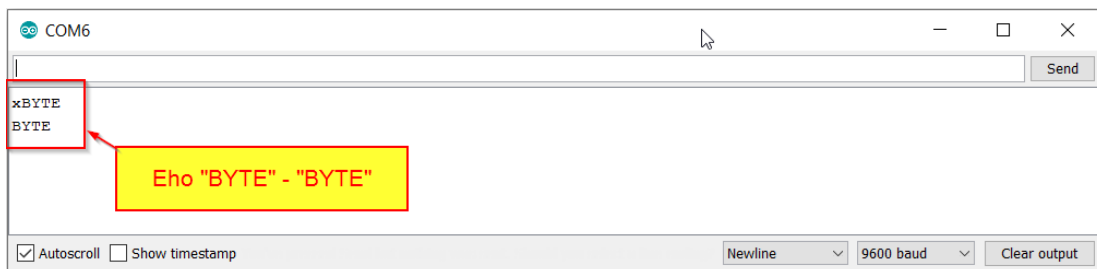 COM6
Send
xBYTE
BYTE
Eho "BYTE" - "BYTE"
Autoscroll Show timestamp Newline 9600 baud Clear output